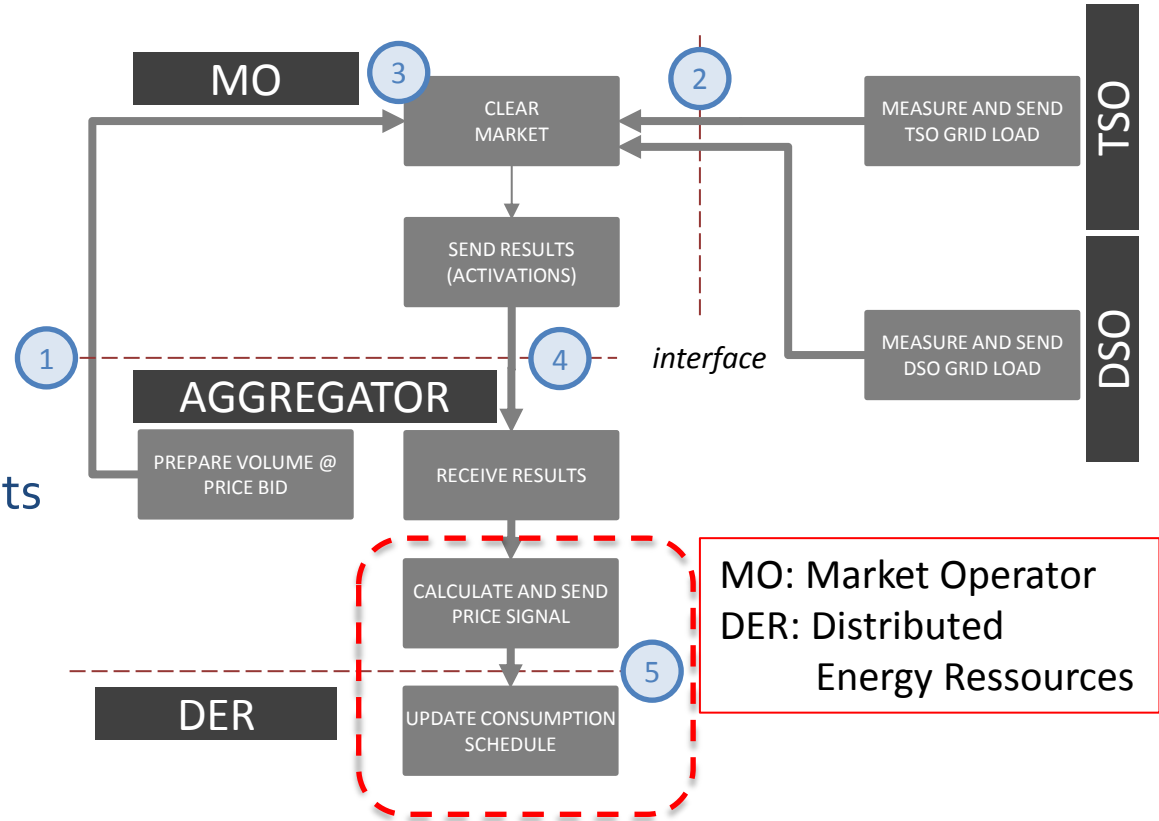 MO
3
2
CLEAR
MARKET
MEASURE AND SEND
TSO GRID LOAD
TSO
SEND RESULTS
(ACTIVATIONS)
1
4
interface
MEASURE AND SEND
DSO GRID LOAD
DSO
AGGREGATOR
PREPARE VOLUME @
PRICE BID
RECEIVE RESULTS
ts
CALCULATE AND SEND
PRICE SIGNAL
MO: Market Operator
DER: Distributed
Energy Ressources
5
DER
UPDATE CONSUMPTION
SCHEDULE